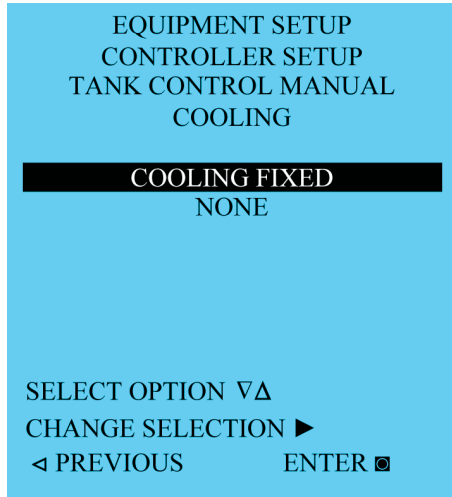 EQUIPMENT SETUP
CONTROLLER SETUP
TANK CONTROL MANUAL
COOLING
COOLING FIXED
NONE
SELECT OPTION ∇Δ
CHANGE SELECTION ►
⊲ PREVIOUS ENTER ◙